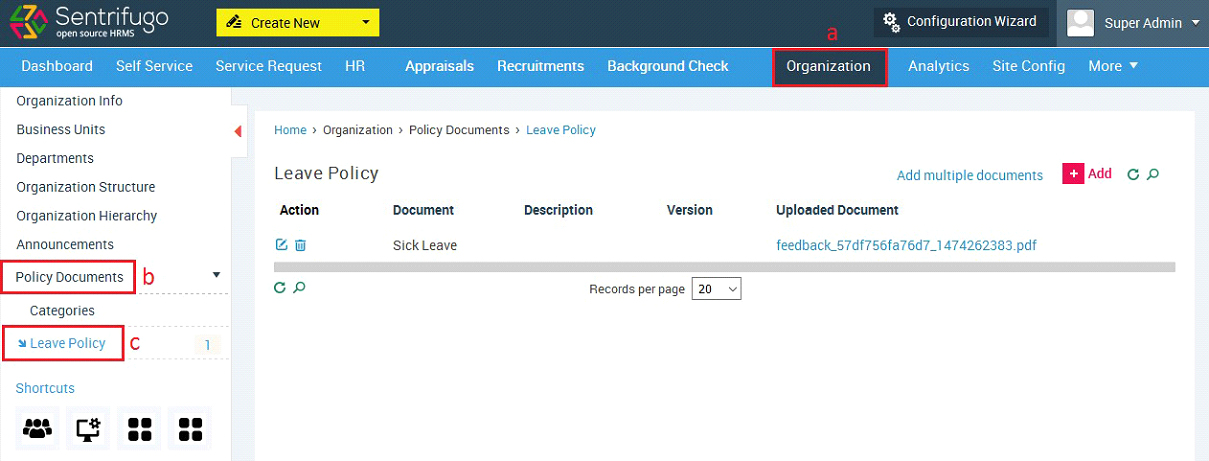 Sentrifugo
open source HRMS
Create New
Configuration Wizard
Super Admin
a
Dashboard Self Service Service Request HR Appraisals Recruitments Background Check Organization Analytics Site Config More
Organization Info
Business Units
Departments
Organization Structure
Organization Hierarchy
Announcements
Policy Documents b
Categories
Leave Policy 1 c
Shortcuts
Home › Organization › Policy Documents › Leave Policy
Leave Policy
Add multiple documents + Add
Action Document Description Version Uploaded Document
Sick Leave feedback_57df756fa76d7_1474262383.pdf
Records per page 20